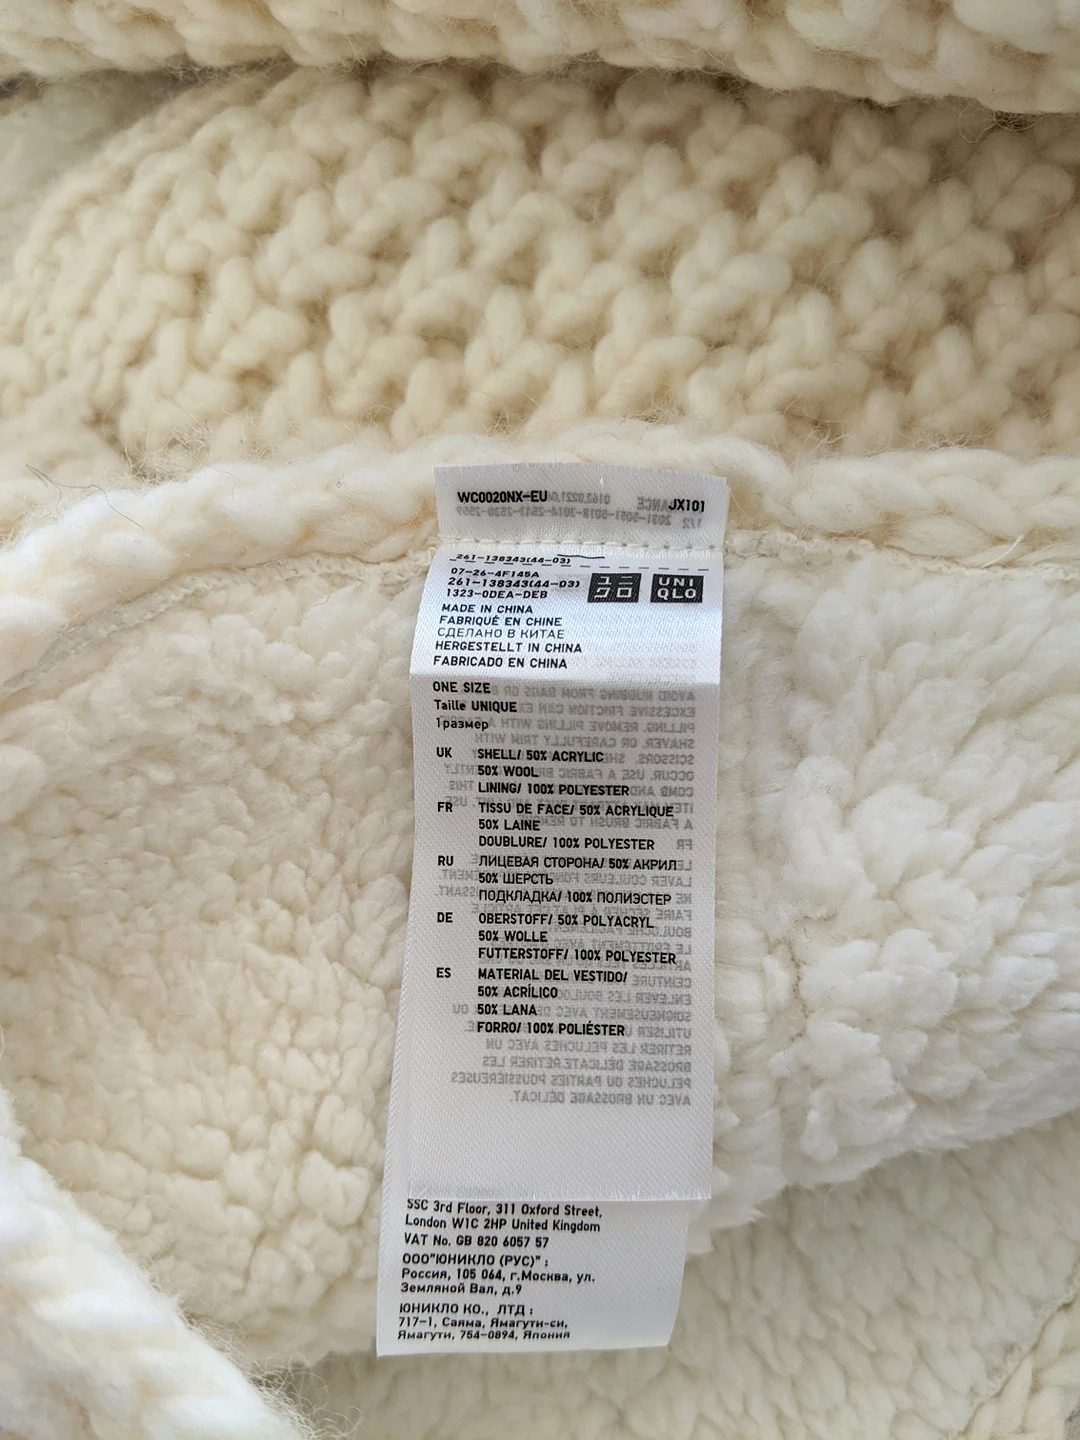 WC0020NX-EU
JX101
261-138343(44-03)
07-26-4F145A
261-138343(44-03)
1323-0DEA-DEB
ユニ
クロ
UNI
QLO
MADE IN CHINA
FABRIQUÉ EN CHINE
СДЕЛАНО В КИТАЕ
HERGESTELLT IN CHINA
FABRICADO EN CHINA
ONE SIZE
Taille UNIQUE
1 размер
UK SHELL/ 50% ACRYLIC
50% WOOL
LINING/ 100% POLYESTER
FR TISSU DE FACE/ 50% ACRYLIQUE
50% LAINE
DOUBLURE/ 100% POLYESTER
RU ЛИЦЕВАЯ СТОРОНА/ 50% АКРИЛ
50% ШЕРСТЬ
ПОДКЛАДКА/ 100% ПОЛИЭСТЕР
DE OBERSTOFF/ 50% POLYACRYL
50% WOLLE
FUTTERSTOFF/ 100% POLYESTER
ES MATERIAL DEL VESTIDO/
50% ACRÍLICO
50% LANA
FORRO/ 100% POLIÉSTER
SSC 3rd Floor, 311 Oxford Street,
London W1C 2HP United Kingdom
VAT No. GB 820 6057 57
ООО"ЮНИКЛО (РУС)" :
Россия, 105 064, г.Москва, ул.
Земляной Вал, д.9
ЮНИКЛО КО., ЛТД :
717-1, Саяма, Ямагути-си,
Ямагути, 754-0894, Япония